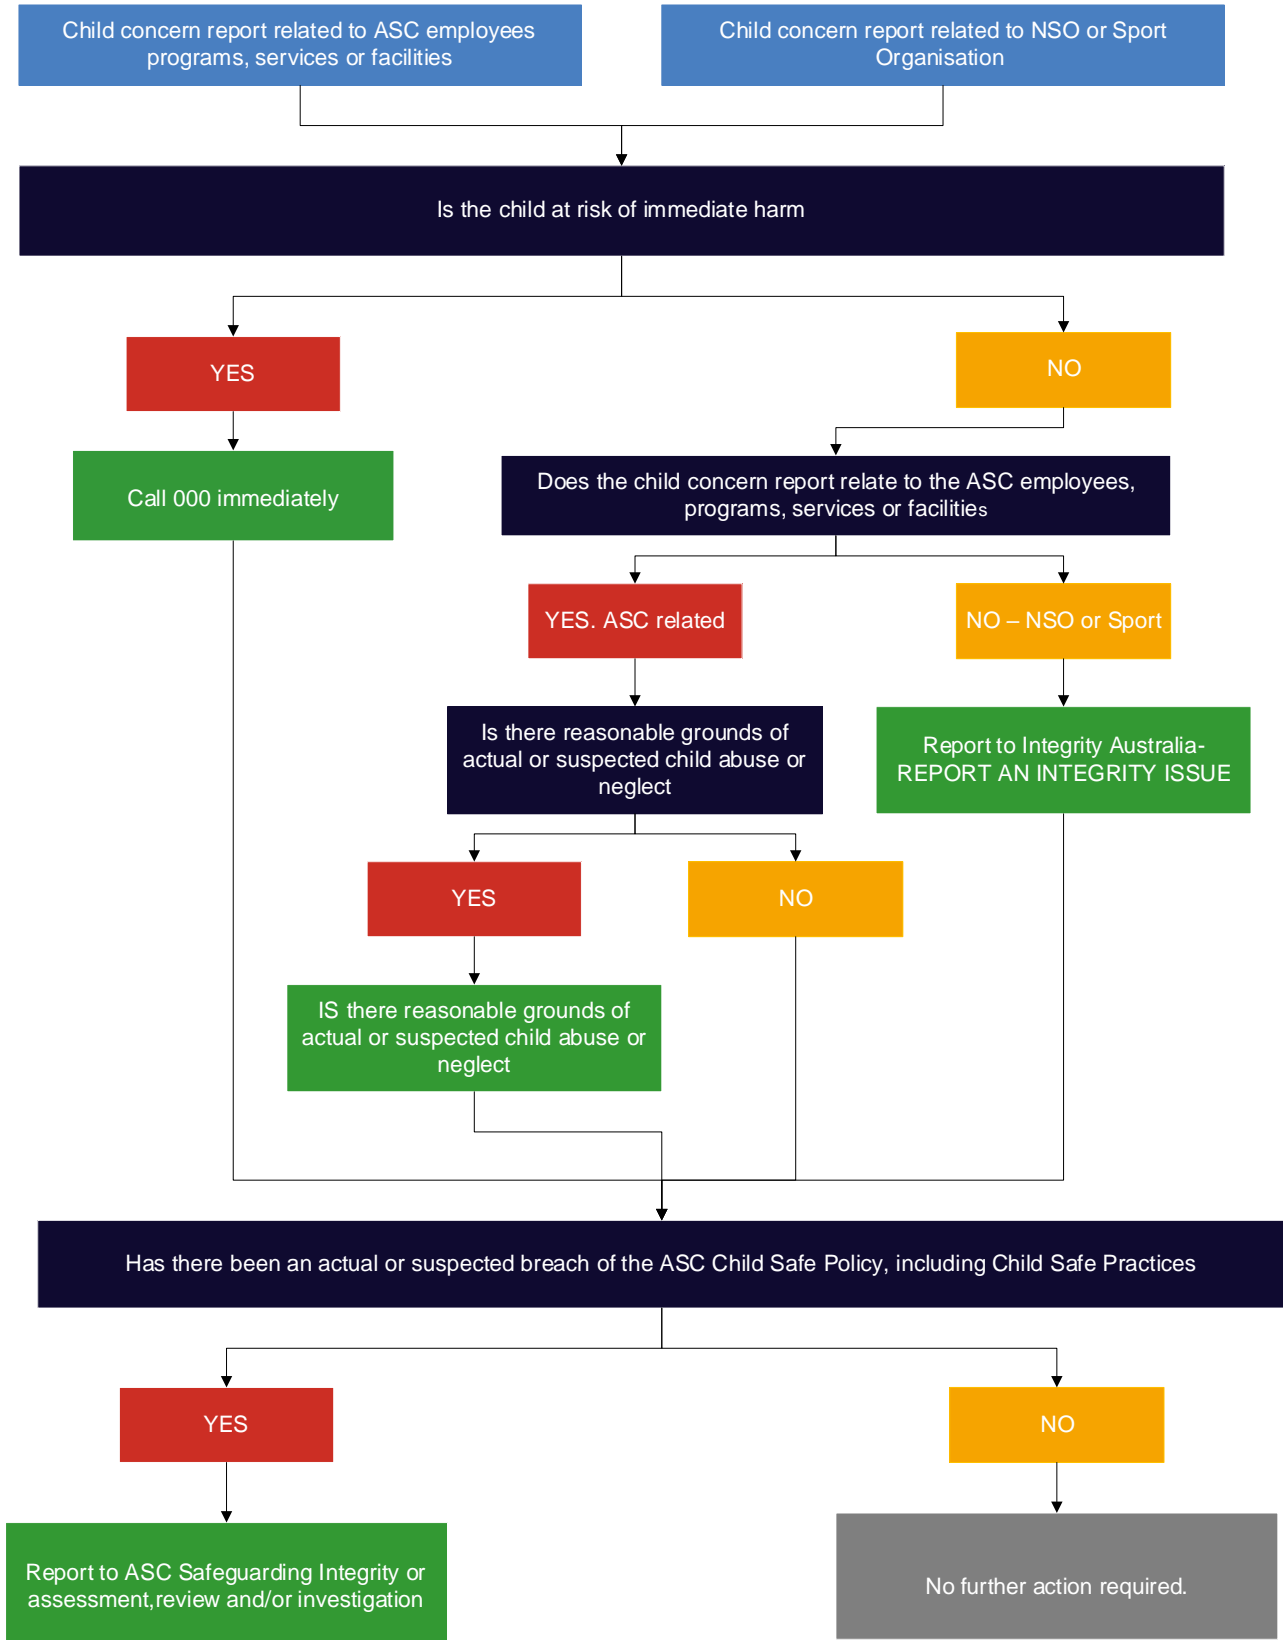 Child concern report related to ASC employees
programs, services or facilities
Child concern report related to NSO or Sport
Organisation
Is the child at risk of immediate harm
YES
NO
Call 000 immediately
Does the child concern report relate to the ASC employees,
programs, services or facilities
YES. ASC related
NO – NSO or Sport
Is there reasonable grounds of
actual or suspected child abuse or
neglect
Report to Integrity Australia-
REPORT AN INTEGRITY ISSUE
YES
NO
IS there reasonable grounds of
actual or suspected child abuse or
neglect
Has there been an actual or suspected breach of the ASC Child Safe Policy, including Child Safe Practices
YES
NO
Report to ASC Safeguarding Integrity or
assessment,review and/or investigation
No further action required.